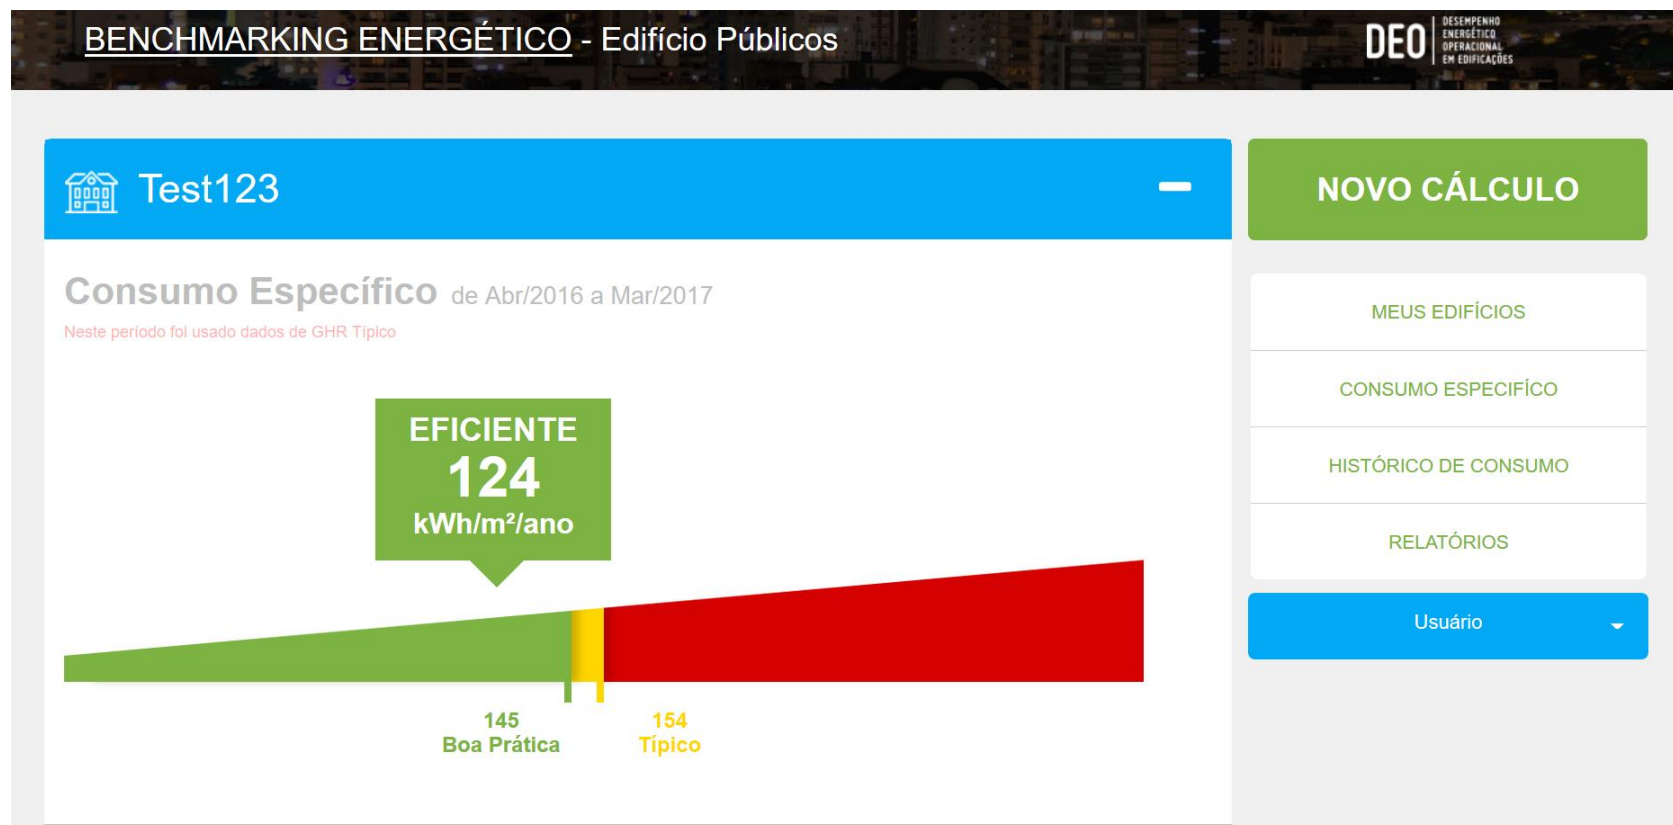 BENCHMARKING ENERGÉTICO - Edifício Públicos
DEO
DESEMPENHO
ENERGÉTICO
OPERACIONAL
EM EDIFICAÇÕES
Test123
NOVO CÁLCULO
Consumo Específico de Abr/2016 a Mar/2017
Neste período foi usado dados de GHR Típico
MEUS EDIFÍCIOS
CONSUMO ESPECIFÍCO
HISTÓRICO DE CONSUMO
RELATÓRIOS
Usuário
EFICIENTE
124
kWh/m²/ano
145
Boa Prática
154
Típico